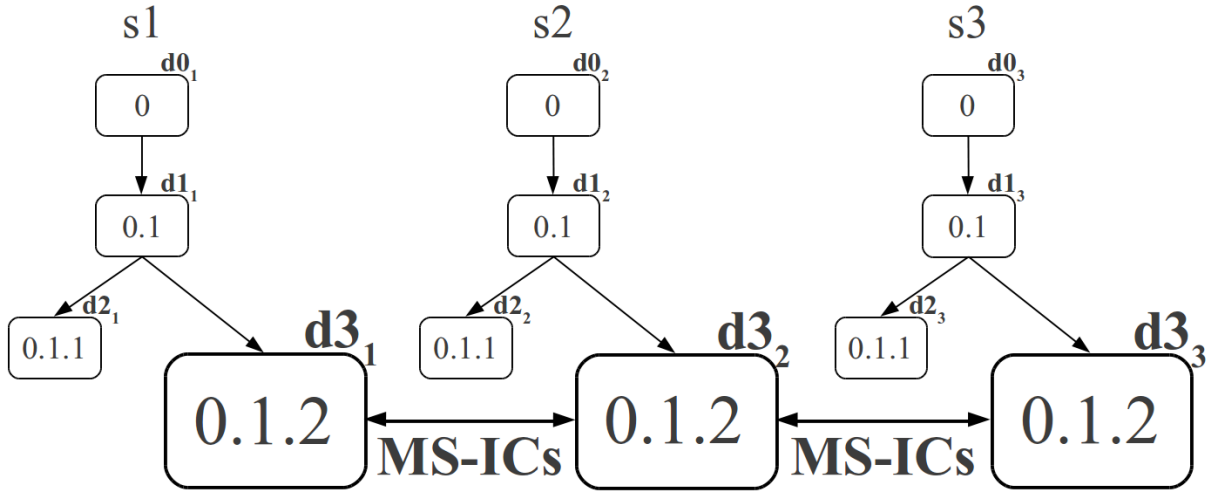 s1 s2 s3
d0₁ d0₂ d0₃
0 0 0
d1₁ d1₂ d1₃
0.1 0.1 0.1
d2₁ d2₂ d2₃
d3₁ d3₂ d3₃
0.1.1 0.1.1 0.1.1
0.1.2 0.1.2 0.1.2
MS-ICs MS-ICs